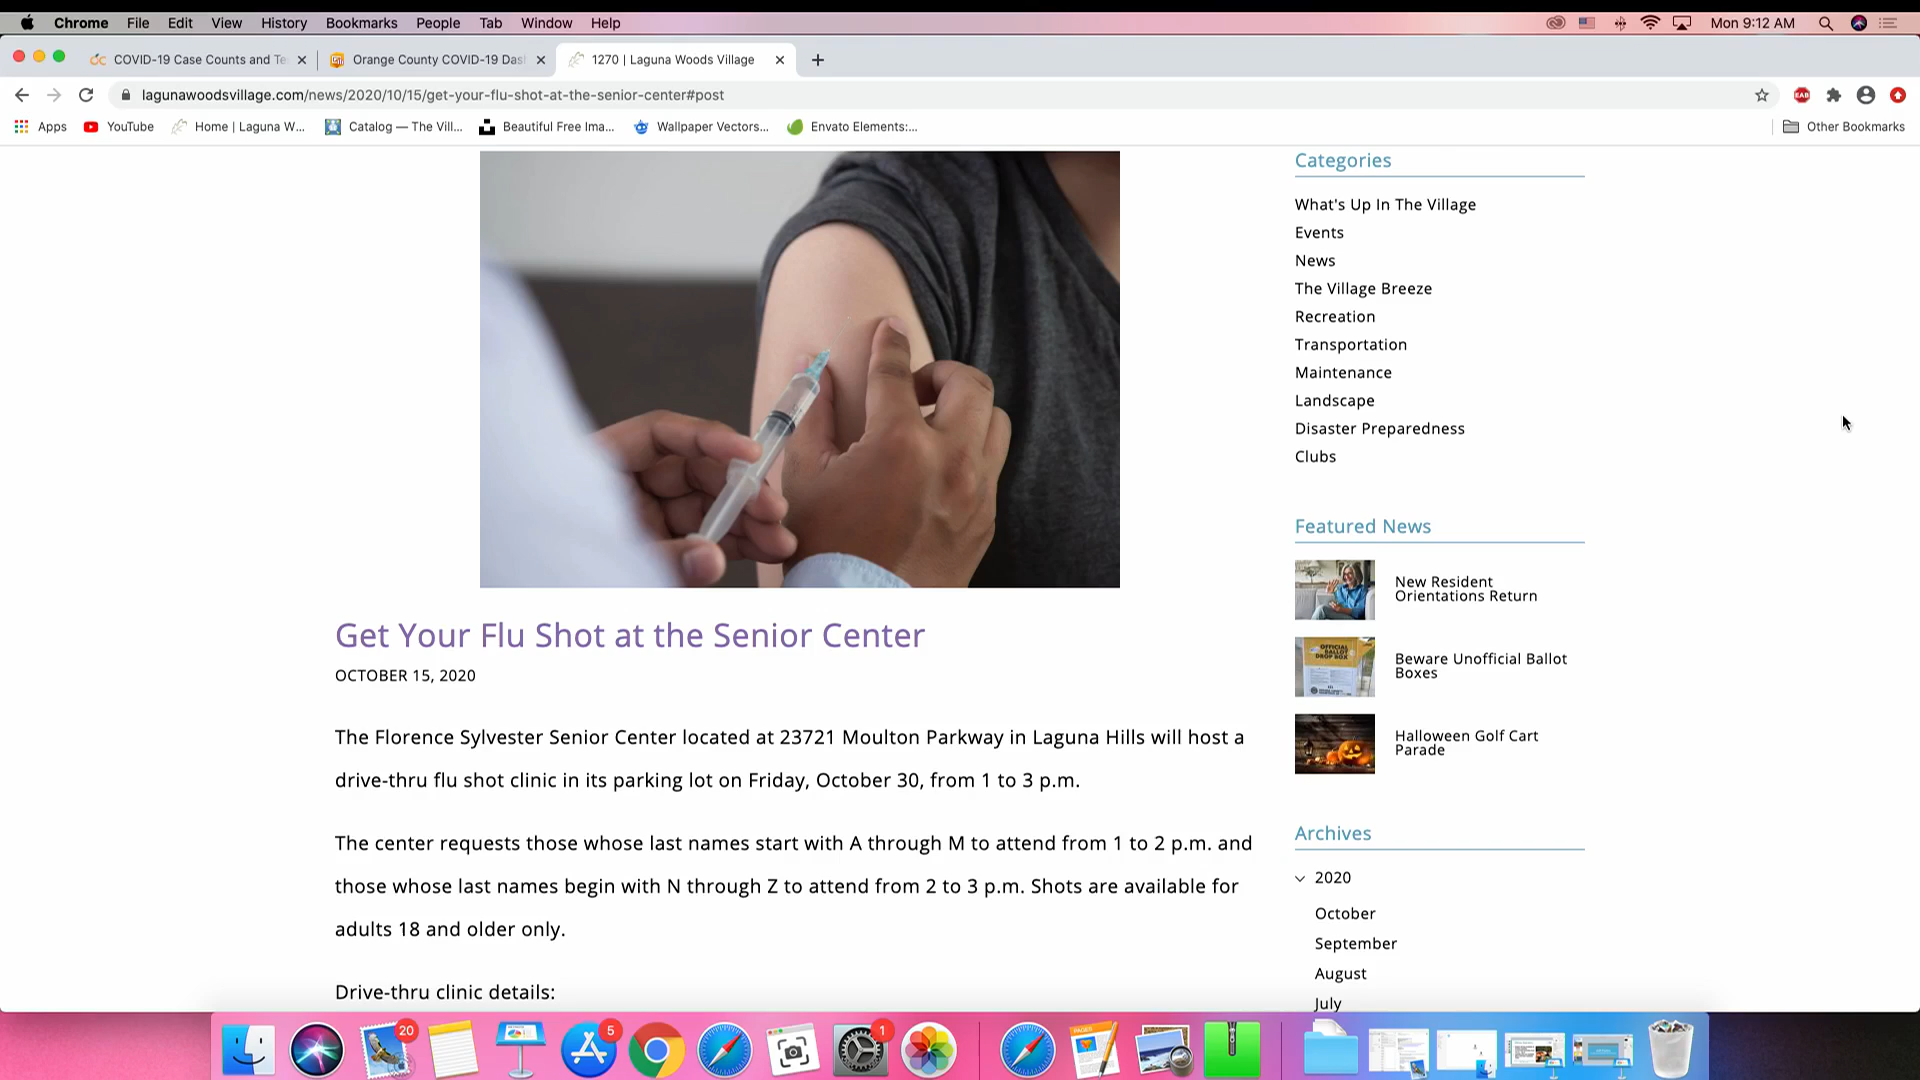 Chrome File Edit View History Bookmarks People Tab Window Help Mon 9:12 AM
COVID-19 Case Counts and Te 1270 | Laguna Woods Village
Orange County COVID-19 Das
lagunawoodsvillage.com/news/2020/10/15/get-your-flu-shot-at-the-senior-center#post
Apps YouTube Home | Laguna W... Catalog — The Vill... Beautiful Free Ima... Wallpaper Vectors... Envato Elements:... Other Bookmarks
Get Your Flu Shot at the Senior Center
OCTOBER 15, 2020
The Florence Sylvester Senior Center located at 23721 Moulton Parkway in Laguna Hills will host a
drive-thru flu shot clinic in its parking lot on Friday, October 30, from 1 to 3 p.m.
The center requests those whose last names start with A through M to attend from 1 to 2 p.m. and
those whose last names begin with N through Z to attend from 2 to 3 p.m. Shots are available for
adults 18 and older only.
Drive-thru clinic details:
Categories
What's Up In The Village
Events
News
The Village Breeze
Recreation
Transportation
Maintenance
Landscape
Disaster Preparedness
Clubs
Featured News
New Resident
Orientations Return
OFFICIAL
BALLOT
DROP BOX
Beware Unofficial Ballot
Boxes
Halloween Golf Cart
Parade
Archives
2020
October
September
August
July
20
5
1